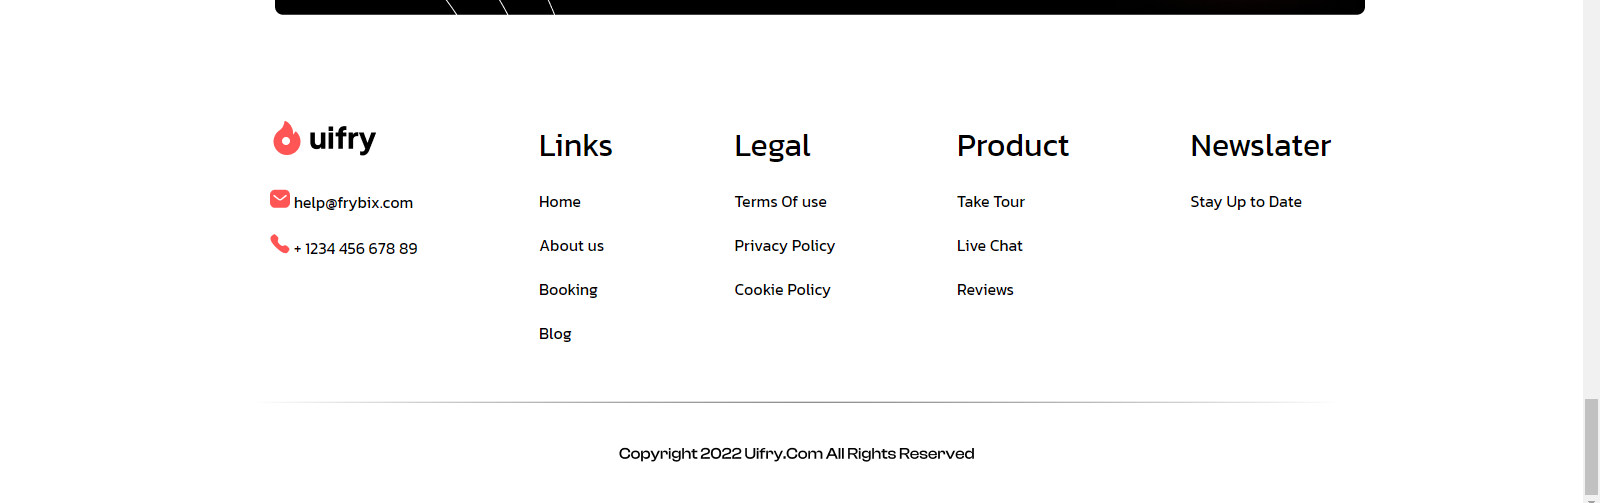 uifry
help@frybix.com
+ 1234 456 678 89
Links
Home
About us
Booking
Blog
Legal
Terms Of use
Privacy Policy
Cookie Policy
Product
Take Tour
Live Chat
Reviews
Newslater
Stay Up to Date
Copyright 2022 Uifry.Com All Rights Reserved